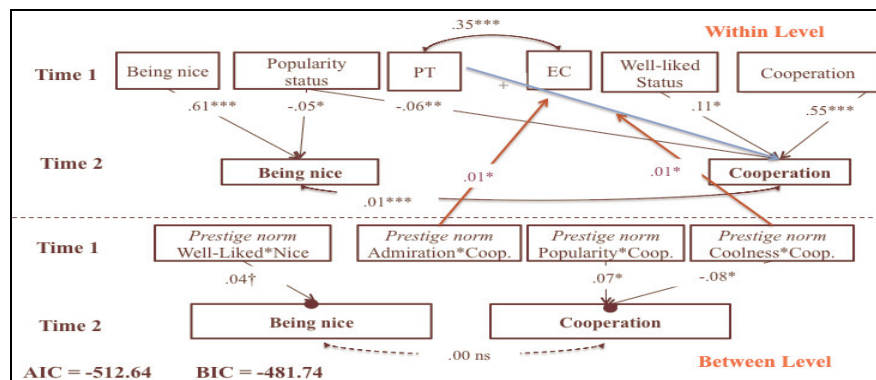 .35***
Within Level
Time 1
Being nice
Popularity status
PT
EC
Well-liked Status
Cooperation
+
.61***
-.05*
-.06**
.11*
.55***
Time 2
Being nice
.01*
.01*
Cooperation
.01***
Time 1
Prestige norm
Well-Liked*Nice
Prestige norm
Admiration*Coop.
Prestige norm
Popularity*Coop.
Prestige norm
Coolness*Coop.
.04†
.07*
-.08*
Time 2
Being nice
Cooperation
.00 ns
Between Level
AIC = -512.64 BIC = -481.74